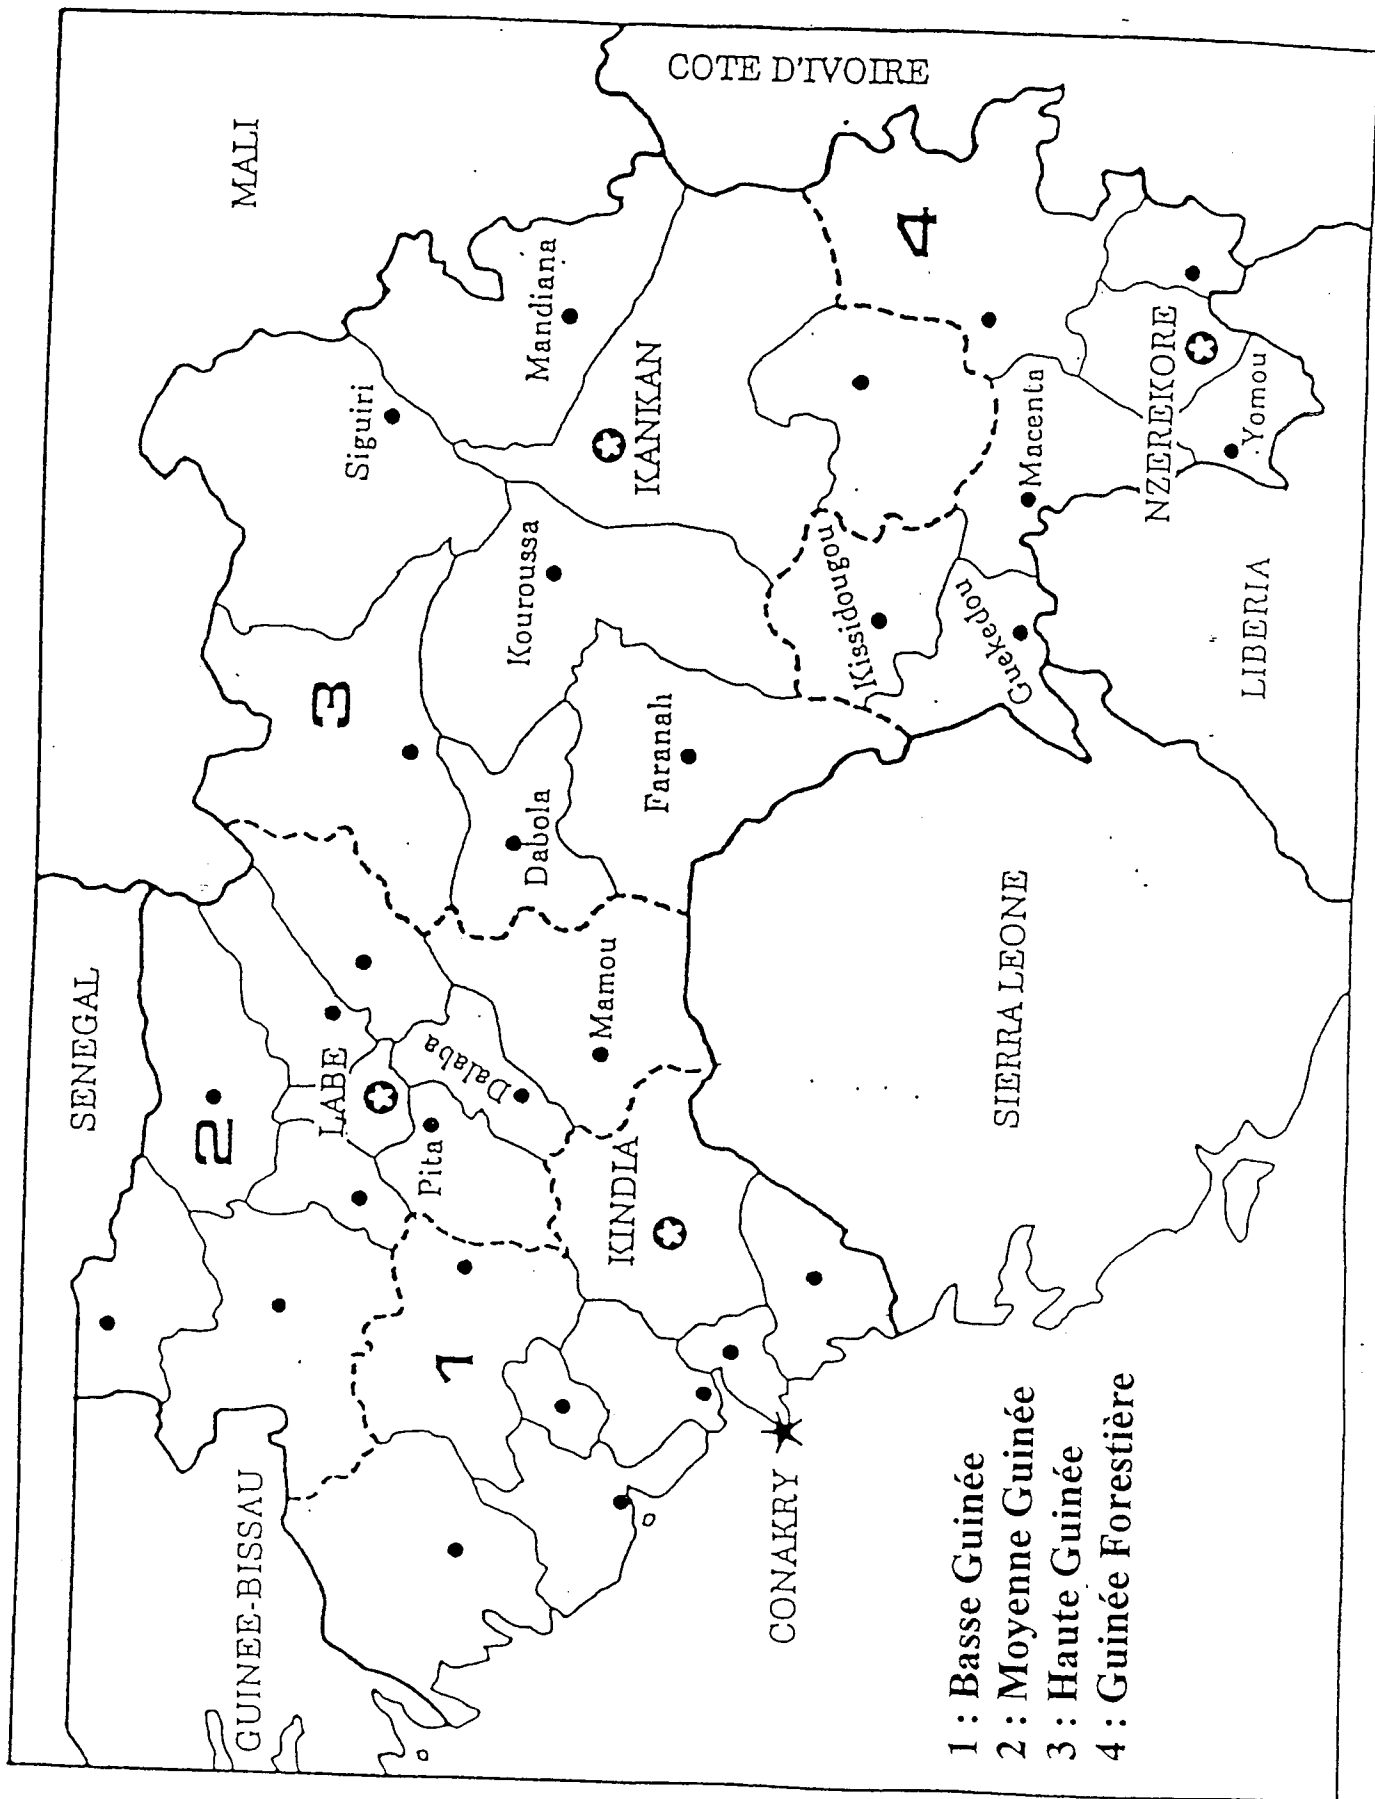 SENEGAL
MALI
GUINEE-BISSAU
COTE D'IVOIRE
2
3
1
4
LABE
Siguiri
Pita
Dalaba
Dabola
Kouroussa
Mandiana
KINDIA
Mamou
Faranah
KANKAN
Kissidougou
Guekedou
Macenta
NZEREKORE
Yomou
CONAKRY
SIERRA LEONE
LIBERIA
1 : Basse Guinée
2 : Moyenne Guinée
3 : Haute Guinée
4 : Guinée Forestière